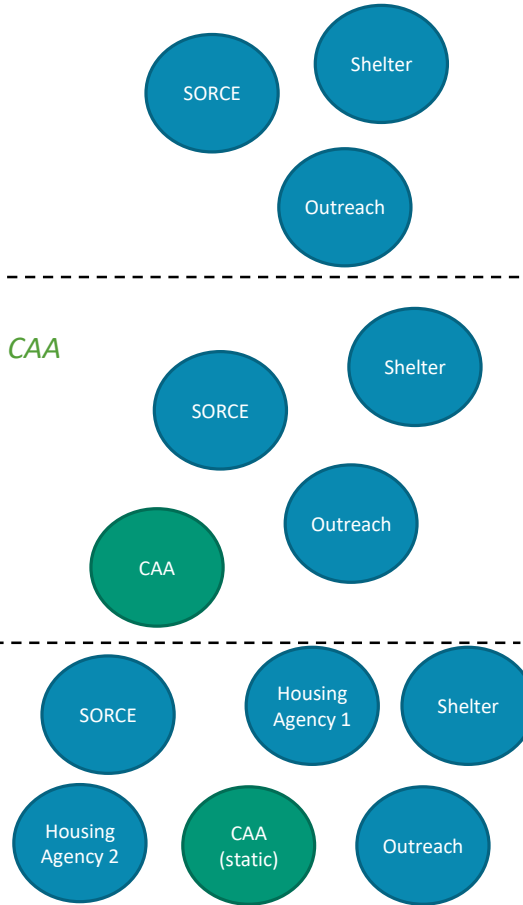 Shelter
SORCE
Outreach
CAA
Shelter
SORCE
Outreach
CAA
Housing
Agency 1
SORCE
Shelter
Housing
Agency 2
CAA
(static)
Outreach